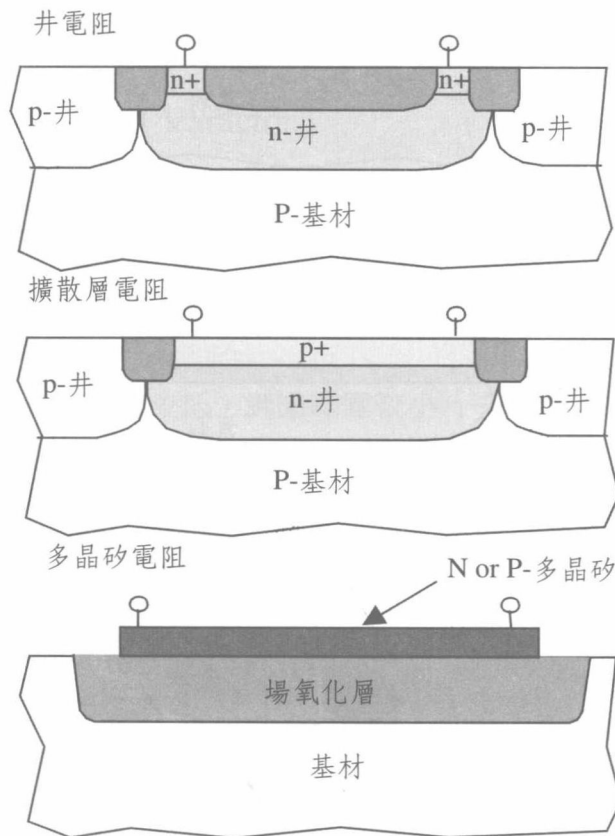 井電阻
n+ n+
p-井 n-井 p-井
P-基材
擴散層電阻
p+
p-井 n-井 p-井
P-基材
多晶矽電阻
N or P-多晶矽
場氧化層
基材